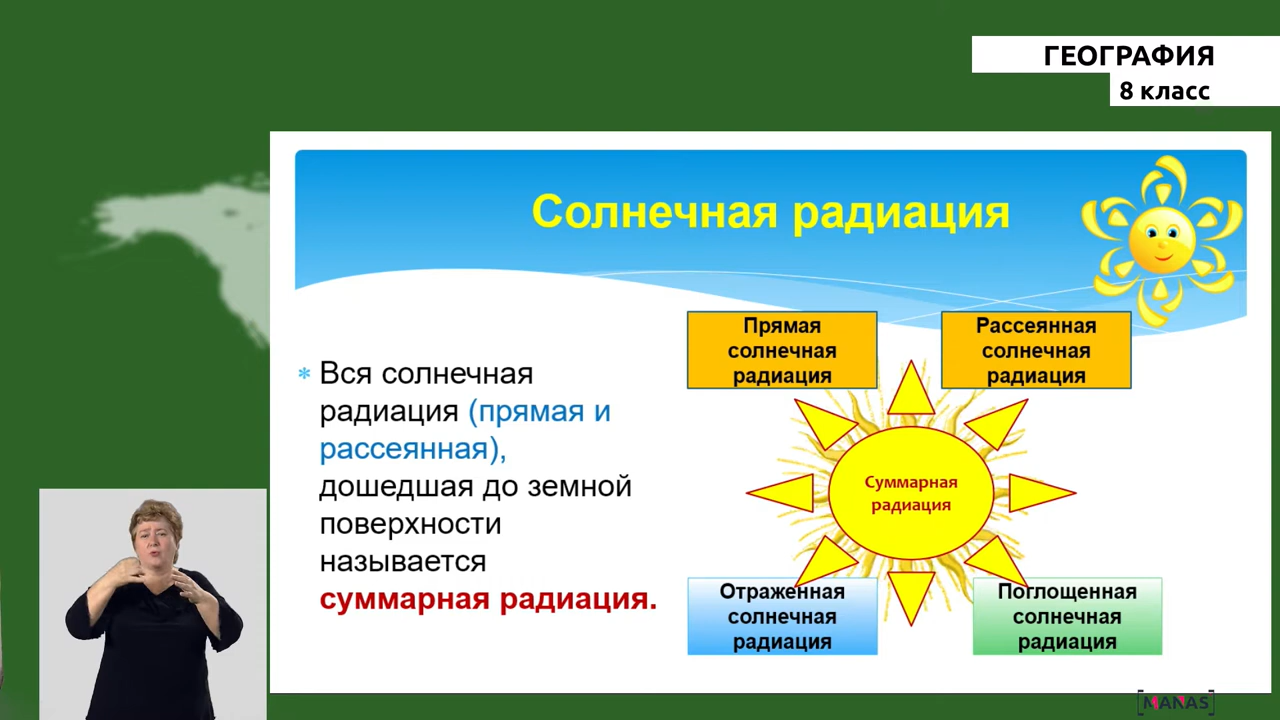 ГЕОГРАФИЯ
8 класс
Солнечная радиация
Вся солнечная
радиация (прямая и
рассеянная),
дошедшая до земной
поверхности
называется
суммарная радиация.
Прямая
солнечная
радиация
Рассеянная
солнечная
радиация
Суммарная
радиация
Отраженная
солнечная
радиация
Поглощенная
солнечная
радиация
MANAS